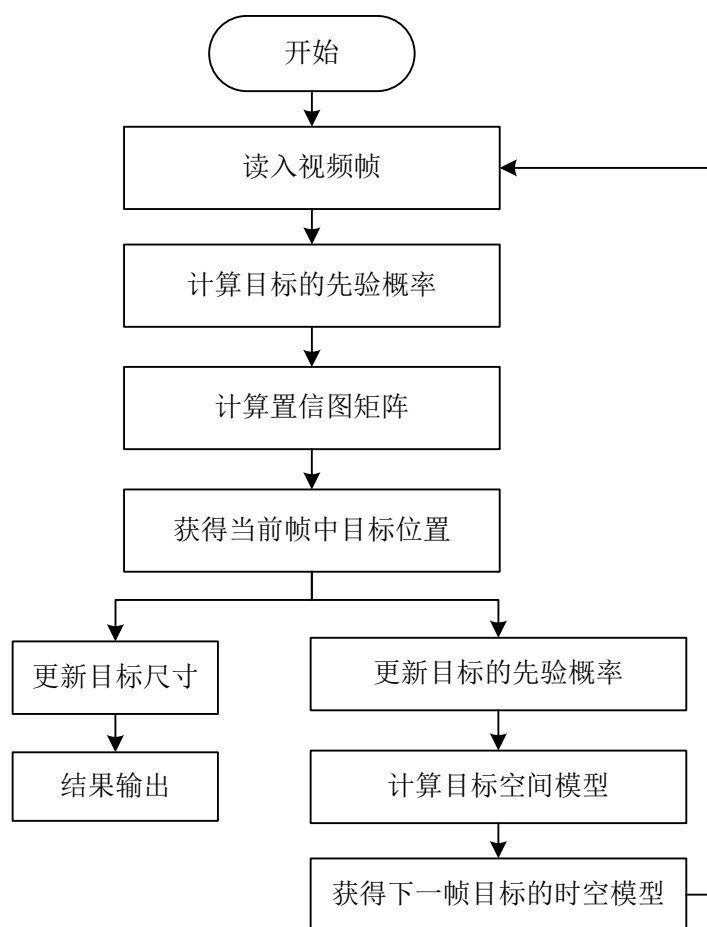 开始
读入视频帧
计算目标的先验概率
计算置信图矩阵
获得当前帧中目标位置
更新目标尺寸
结果输出
更新目标的先验概率
计算目标空间模型
获得下一帧目标的时空模型